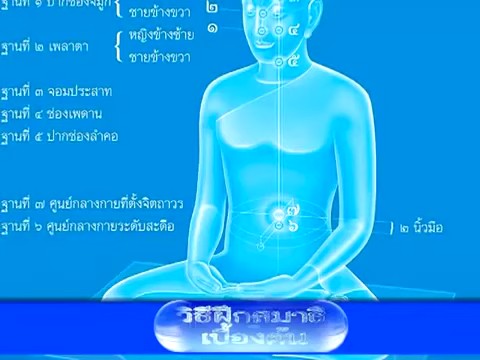 ฐานที่ ๑ ปากช่องจมูก
ชายข้างขวา
ฐานที่ ๒ เพลาตา
หญิงข้างซ้าย
ชายข้างขวา
ฐานที่ ๓ จอมประสาท
ฐานที่ ๔ ช่องเพดาน
ฐานที่ ๕ ปากช่องลำคอ
ฐานที่ ๗ ศูนย์กลางกายที่ตั้งจิตถาวร
ฐานที่ ๖ ศูนย์กลางกายระดับสะดือ
๒
๑
๔
๕
๗
๖
๒ นิ้วมือ
วิธีฝึกสมาธิ
เบื้องต้น